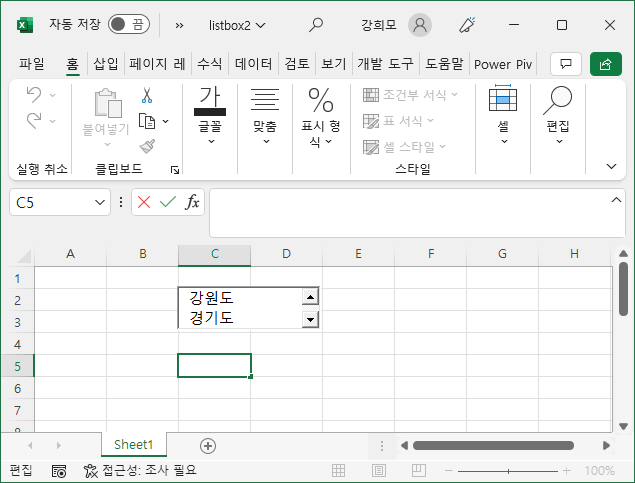 자동 저장 끔 » listbox2 강희모
파일 홈 삽입 페이지 레 수식 데이터 검토 보기 개발 도구 도움말 Power Piv
붙여넣기 가 글꼴 맞춤 % 표시 형식 조건부 서식 표 서식 셀 스타일 셀 편집
실행 취소 클립보드 스타일
C5 fx
A B C D E F G H
1
2 강원도
3 경기도
4
5
6
7
8
Sheet1
편집 접근성: 조사 필요 100%